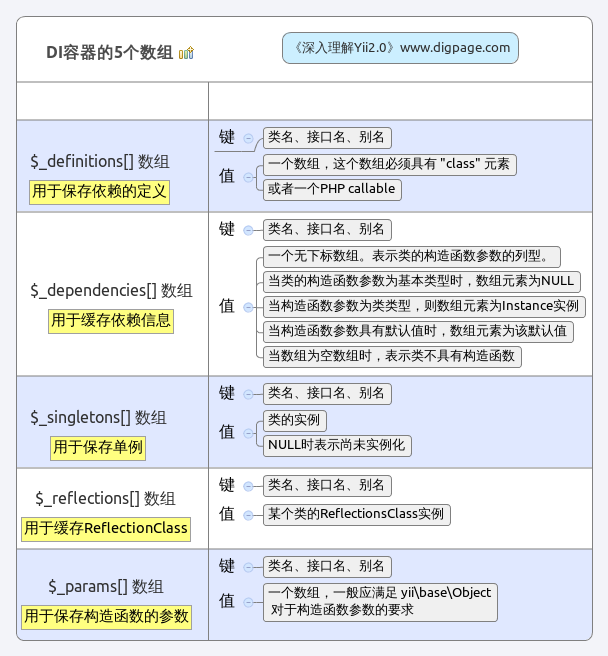 DI容器的5个数组
《深入理解Yii2.0》www.digpage.com
$_definitions[] 数组
用于保存依赖的定义
键
类名、接口名、别名
值
一个数组，这个数组必须具有 "class" 元素
或者一个PHP callable
$_dependencies[] 数组
用于缓存依赖信息
键
类名、接口名、别名
值
一个无下标数组。表示类的构造函数参数的列型。
当类的构造函数参数为基本类型时，数组元素为NULL
当构造函数参数为类类型，则数组元素为Instance实例
当构造函数参数具有默认值时，数组元素为该默认值
当数组为空数组时，表示类不具有构造函数
$_singletons[] 数组
用于保存单例
键
类名、接口名、别名
值
类的实例
NULL时表示尚未实例化
$_reflections[] 数组
用于缓存ReflectionClass
键
类名、接口名、别名
值
某个类的ReflectionsClass实例
$_params[] 数组
用于保存构造函数的参数
键
类名、接口名、别名
值
一个数组，一般应满足 yii\base\Object
对于构造函数参数的要求